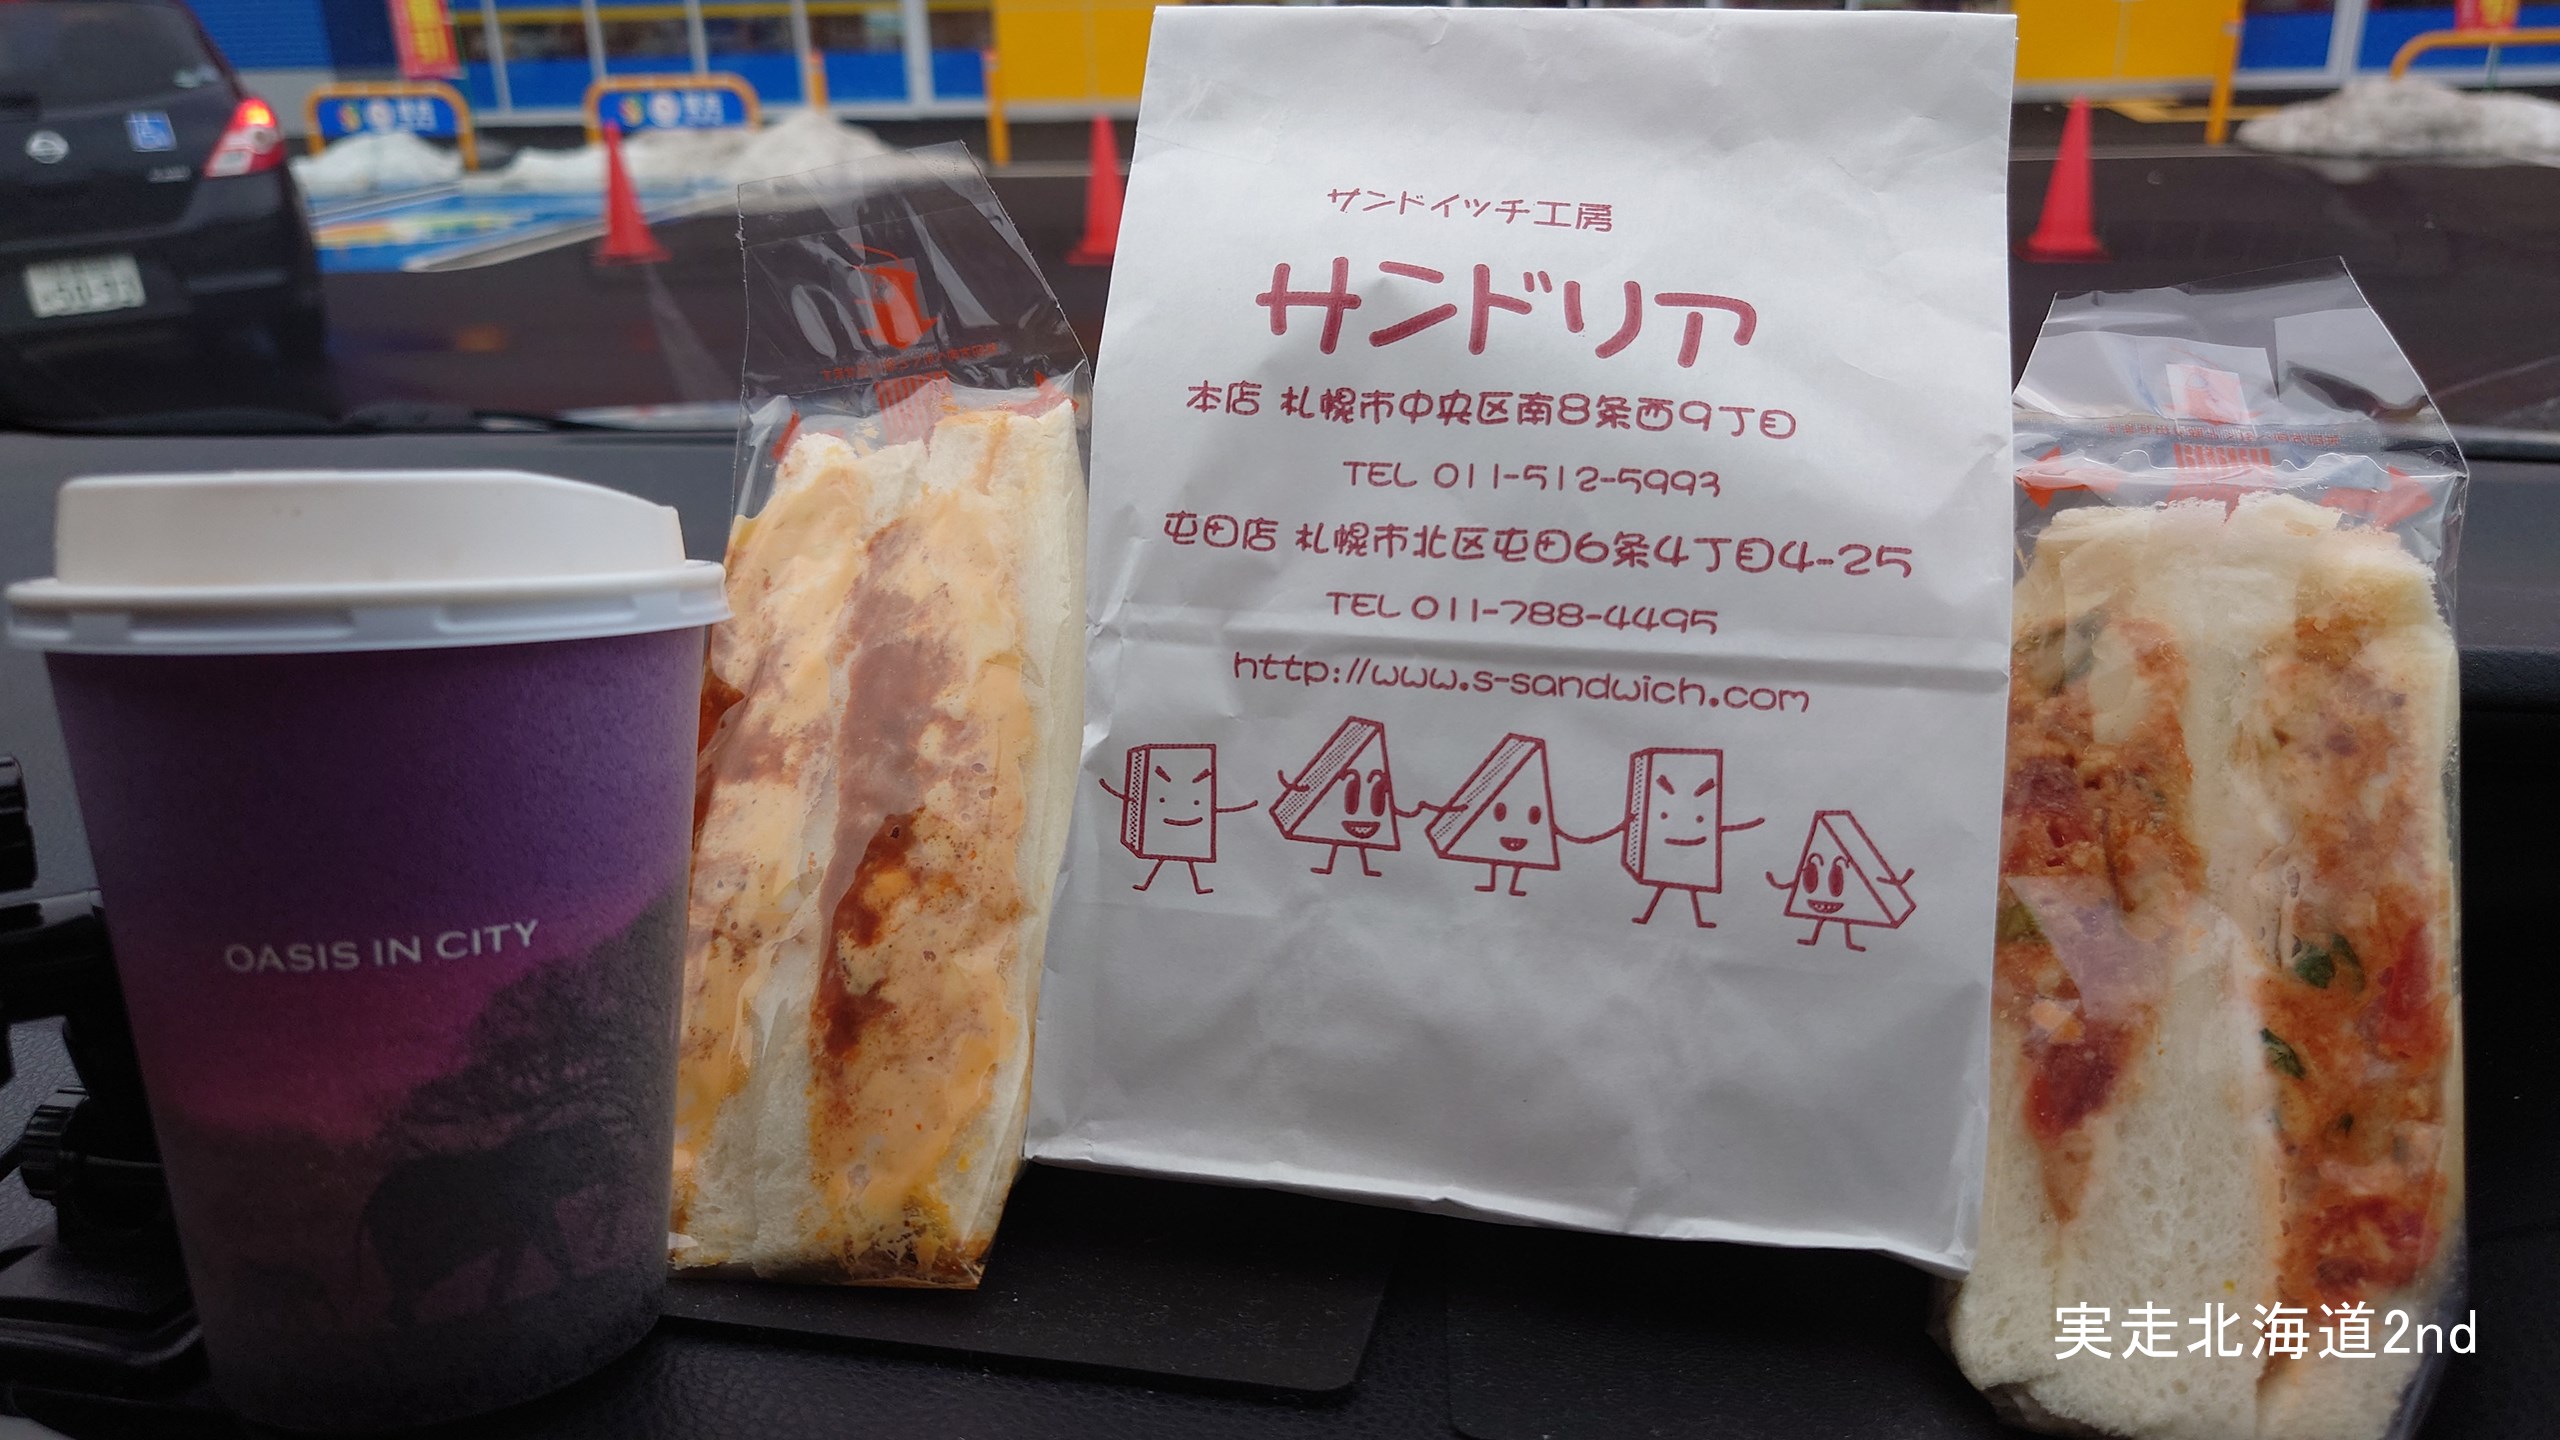 サンドイッチ工房
サンドリア
本店 札幌市中央区南8条西9丁目
TEL 011-512-5993
屯田店 札幌市北区屯田6条4丁目4-25
TEL 011-788-4495
http://www.s-sandwich.com
OASIS IN CITY
実走北海道2nd